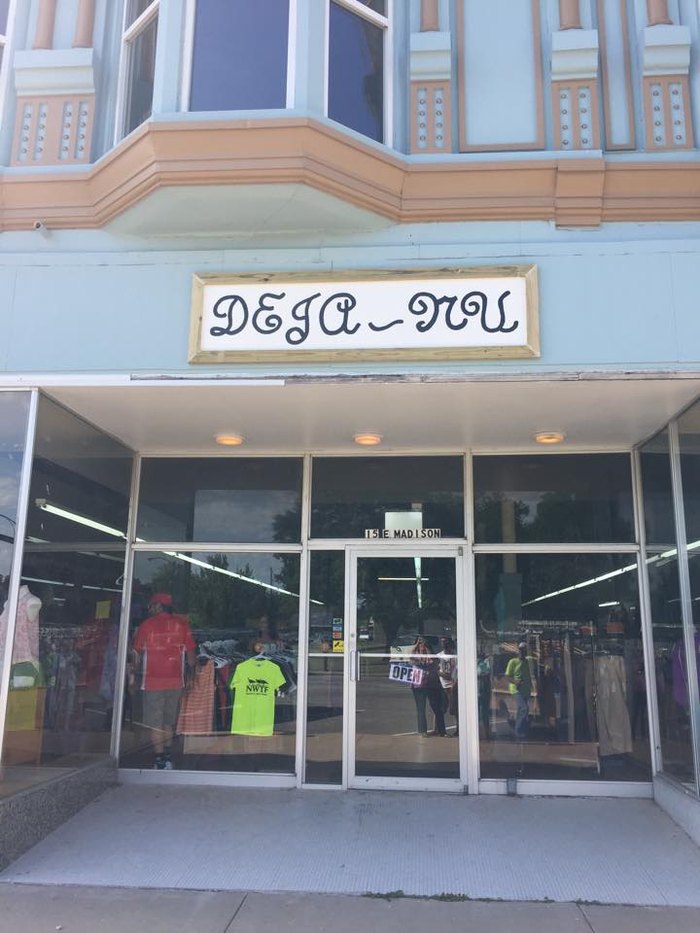 DEJA-NU
15 E MADISON
OPEN
NWTF